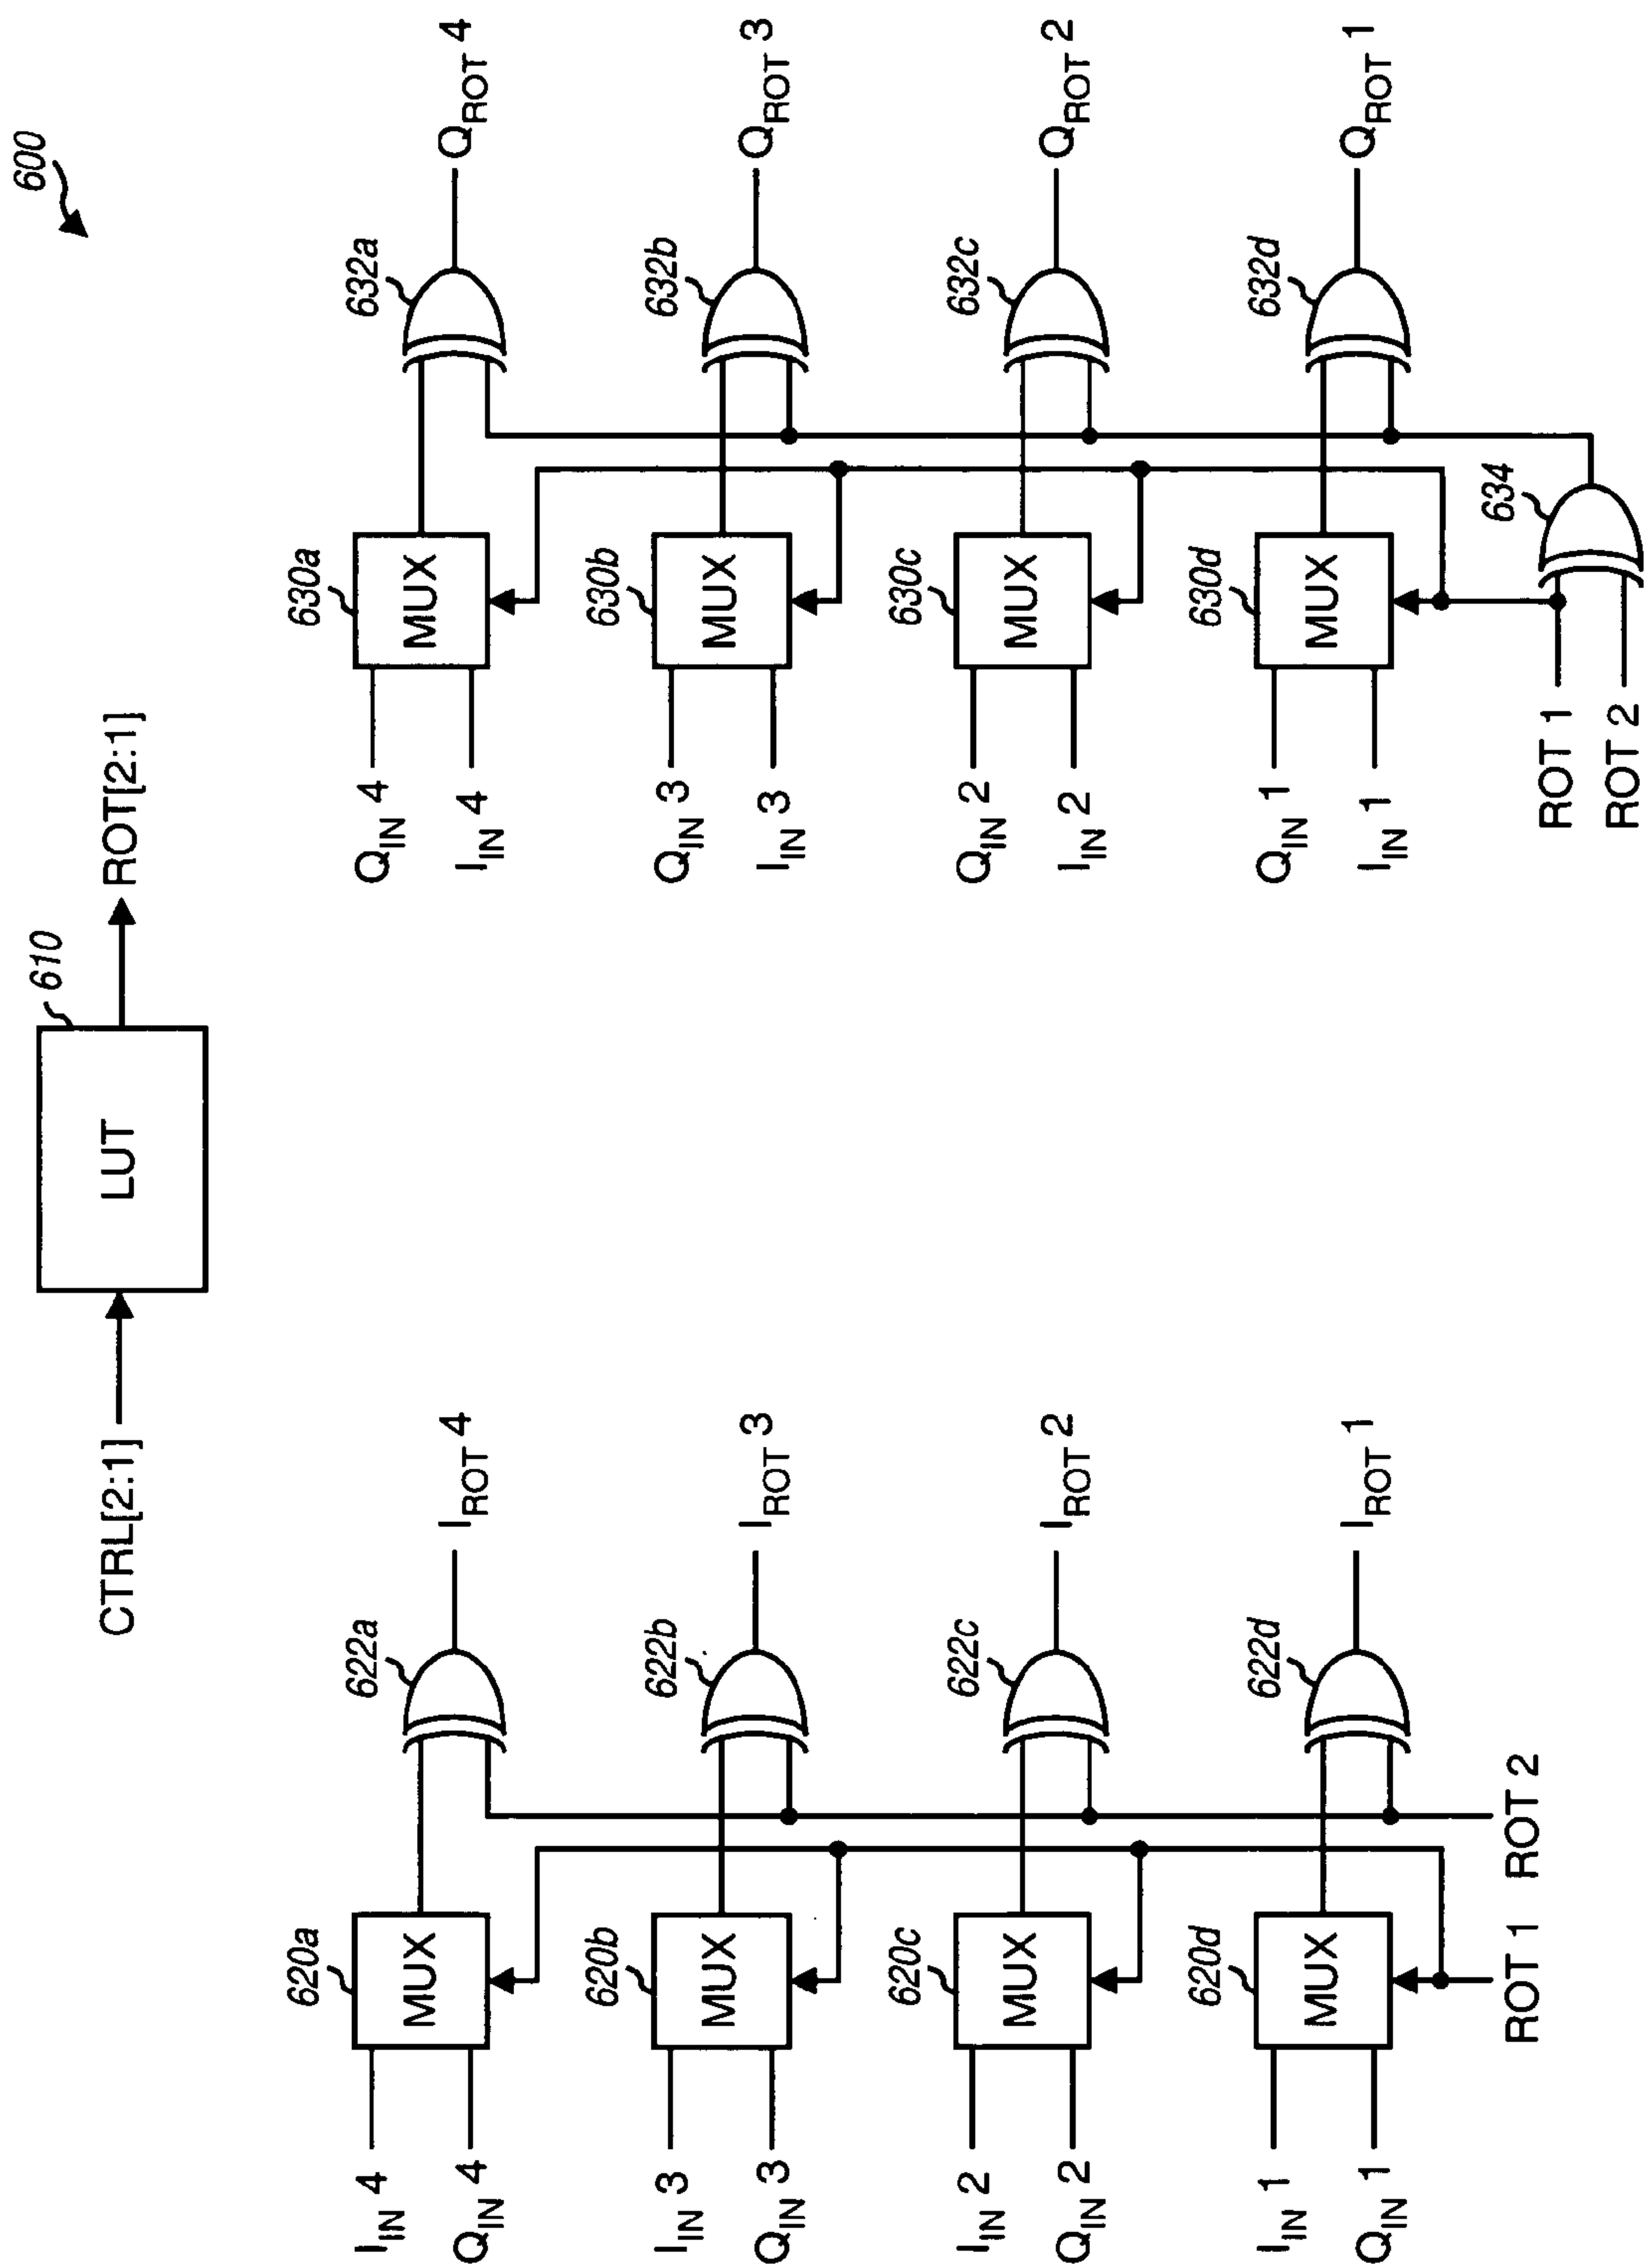 600
CTRL[2:1]
LUT
610
ROT[2:1]
I_IN 4
Q_IN 4
620a
MUX
622a
I_ROT 4
I_IN 3
Q_IN 3
620b
MUX
622b
I_ROT 3
I_IN 2
Q_IN 2
620c
MUX
622c
I_ROT 2
I_IN 1
Q_IN 1
620d
MUX
622d
I_ROT 1
ROT 1
ROT 2
Q_IN 4
I_IN 4
630a
MUX
632a
Q_ROT 4
Q_IN 3
I_IN 3
630b
MUX
632b
Q_ROT 3
Q_IN 2
I_IN 2
630c
MUX
632c
Q_ROT 2
Q_IN 1
I_IN 1
630d
MUX
632d
Q_ROT 1
ROT 1
ROT 2
634